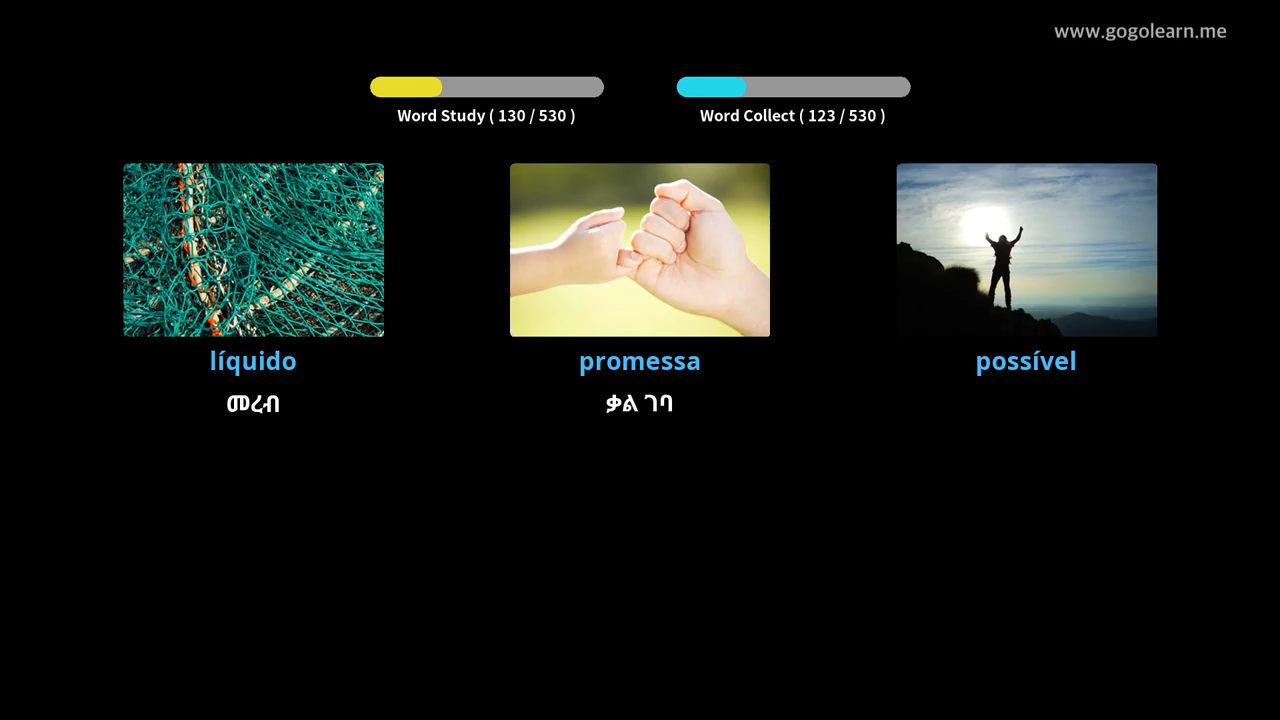 www.gogolearn.me
Word Study ( 130 / 530 )
Word Collect ( 123 / 530 )
líquido
promessa
possível
መረብ
ቃል ገባ